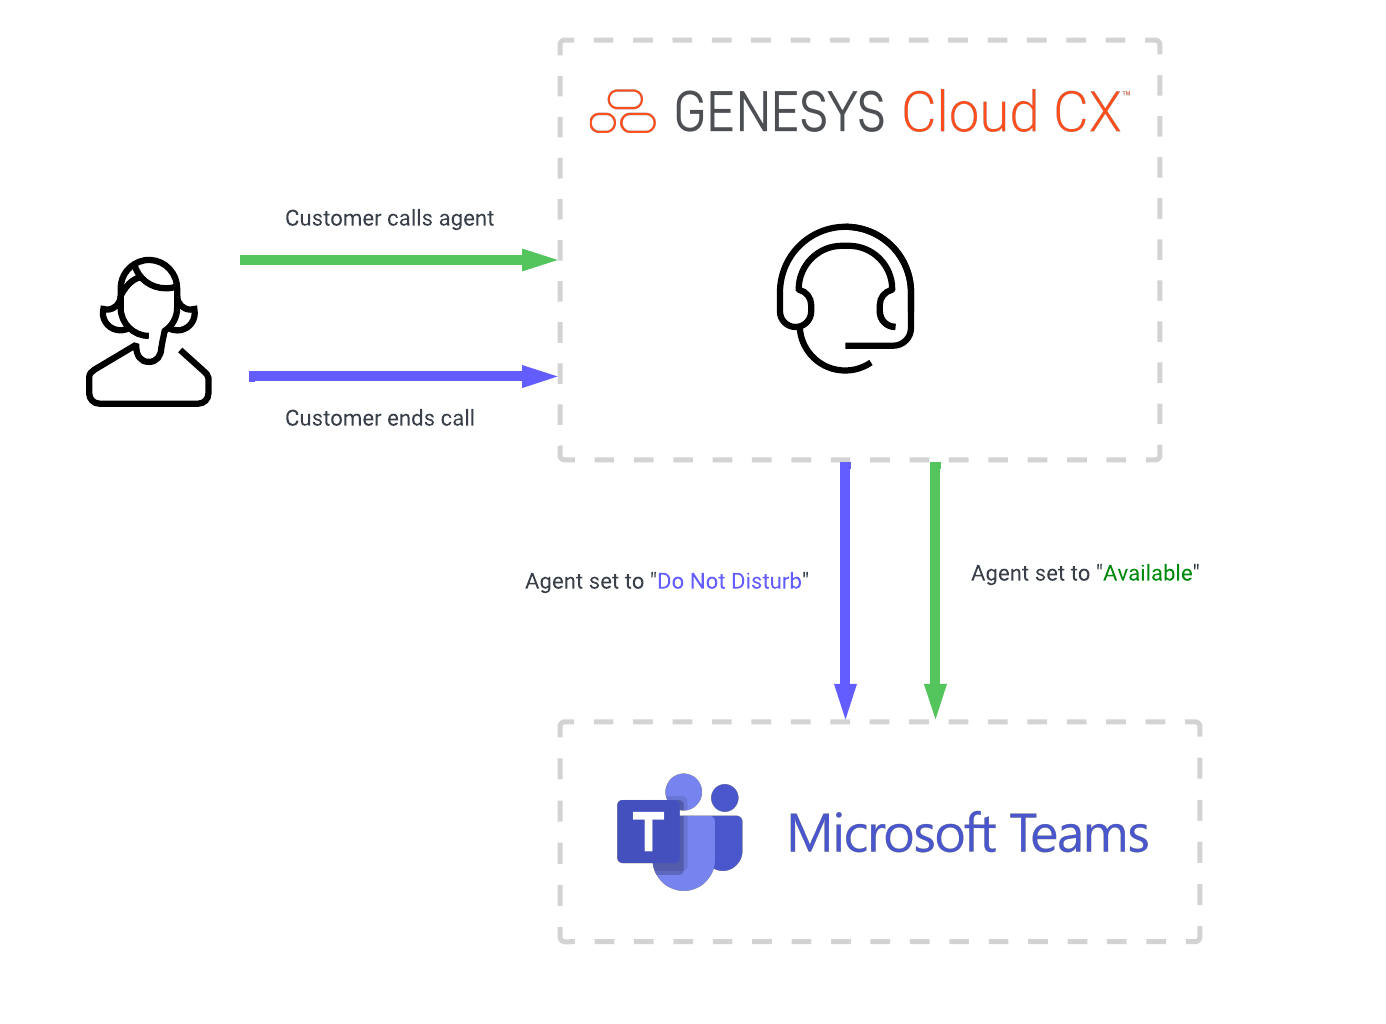 GENESYS Cloud CX™
Customer calls agent
Customer ends call
Agent set to "Do Not Disturb"
Agent set to "Available"
T
Microsoft Teams